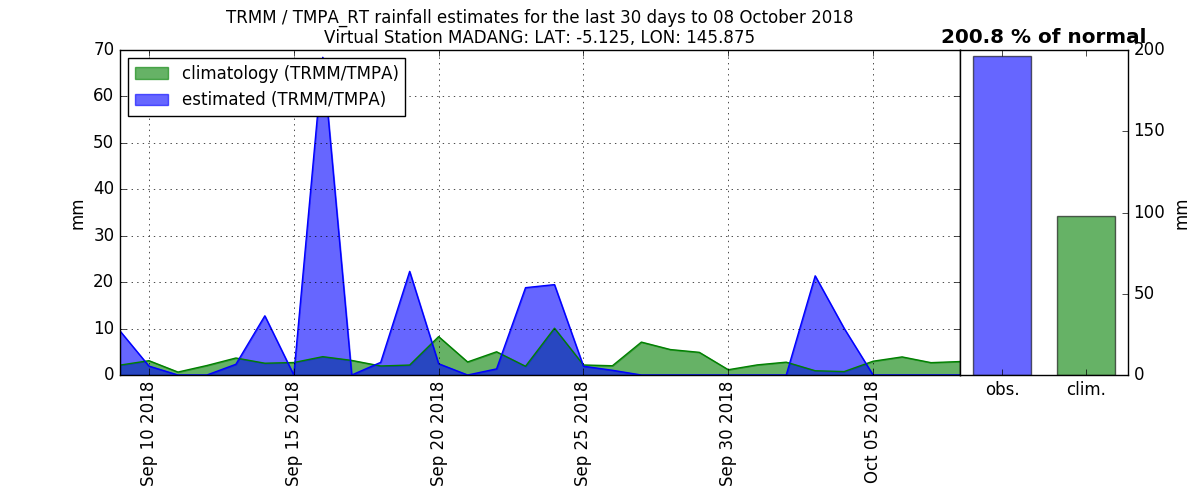 TRMM / TMPA_RT rainfall estimates for the last 30 days to 08 October 2018
Virtual Station MADANG: LAT: -5.125, LON: 145.875
200.8 % of normal
climatology (TRMM/TMPA)
estimated (TRMM/TMPA)
70
60
50
40
30
20
10
0
mm
Sep 10 2018
Sep 15 2018
Sep 20 2018
Sep 25 2018
Sep 30 2018
Oct 05 2018
obs.
clim.
200
150
100
50
0
mm